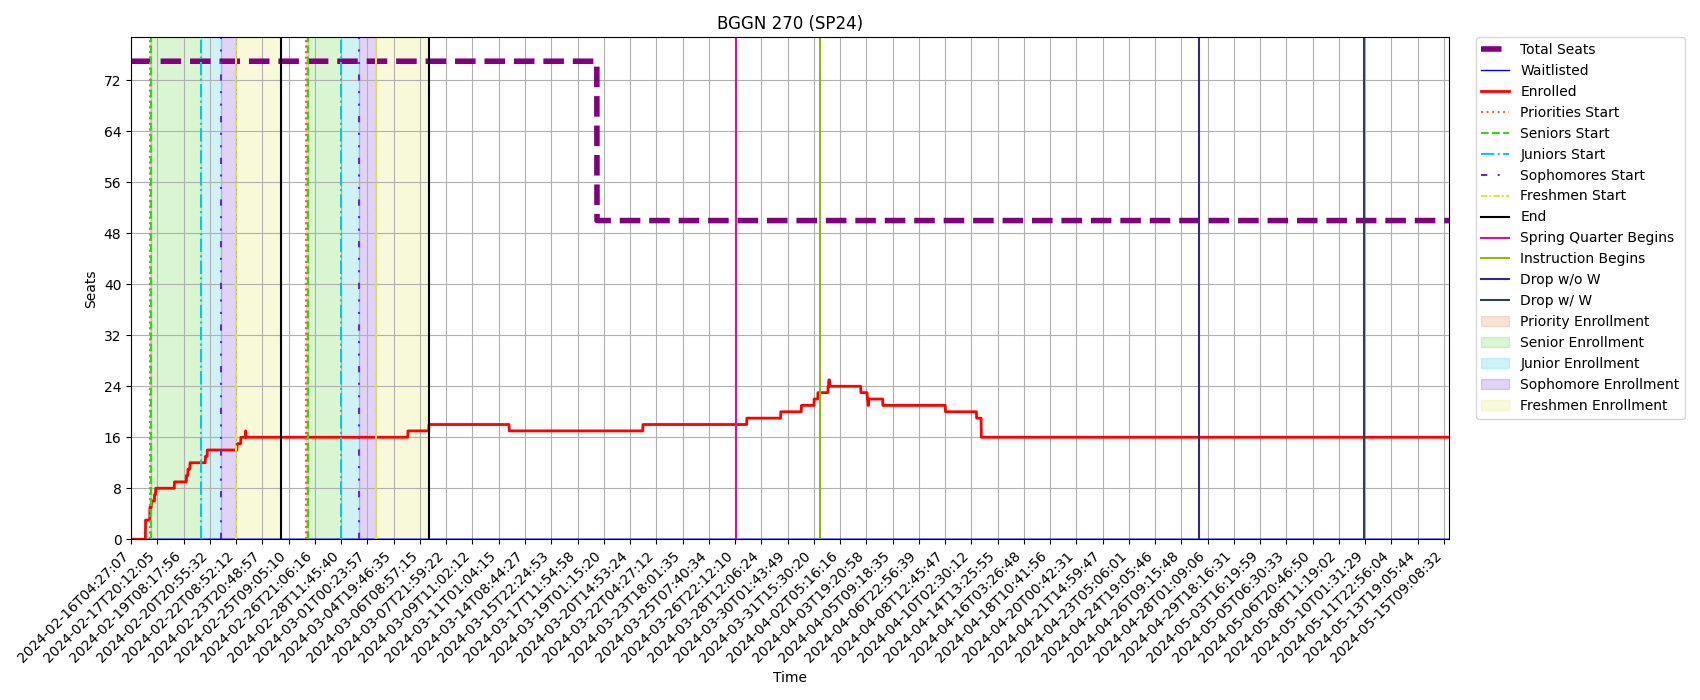 BGGN 270 (SP24)
Seats
72
64
56
48
40
32
24
16
8
0
2024-02-16T04:27:07
2024-02-17T20:12:05
2024-02-19T08:17:56
2024-02-20T20:55:32
2024-02-22T08:52:12
2024-02-23T20:48:57
2024-02-25T09:05:10
2024-02-26T21:06:16
2024-02-28T11:45:40
2024-03-01T00:23:57
2024-03-04T19:46:35
2024-03-06T08:57:15
2024-03-07T21:59:22
2024-03-11T01:02:12
2024-03-11T01:04:15
2024-03-14T08:44:27
2024-03-15T22:24:53
2024-03-17T11:54:58
2024-03-19T01:15:20
2024-03-20T14:53:24
2024-03-22T04:27:12
2024-03-23T18:01:35
2024-03-25T07:40:34
2024-03-26T22:12:10
2024-03-28T12:06:24
2024-03-30T01:43:49
2024-03-31T15:30:20
2024-04-02T05:16:16
2024-04-03T19:20:58
2024-04-05T09:18:35
2024-04-06T22:56:39
2024-04-08T12:45:47
2024-04-10T02:30:12
2024-04-14T13:25:55
2024-04-16T03:26:48
2024-04-18T10:41:56
2024-04-20T00:42:31
2024-04-21T14:59:47
2024-04-23T05:06:01
2024-04-24T19:05:46
2024-04-26T09:15:48
2024-04-28T01:09:06
2024-04-29T18:16:31
2024-05-03T16:19:59
2024-05-05T06:30:33
2024-05-06T20:46:50
2024-05-08T11:19:02
2024-05-10T01:31:29
2024-05-11T22:56:04
2024-05-13T19:05:44
2024-05-15T09:08:32
Time
Total Seats
Waitlisted
Enrolled
Priorities Start
Seniors Start
Juniors Start
Sophomores Start
Freshmen Start
End
Spring Quarter Begins
Instruction Begins
Drop w/o W
Drop w/ W
Priority Enrollment
Senior Enrollment
Junior Enrollment
Sophomore Enrollment
Freshmen Enrollment